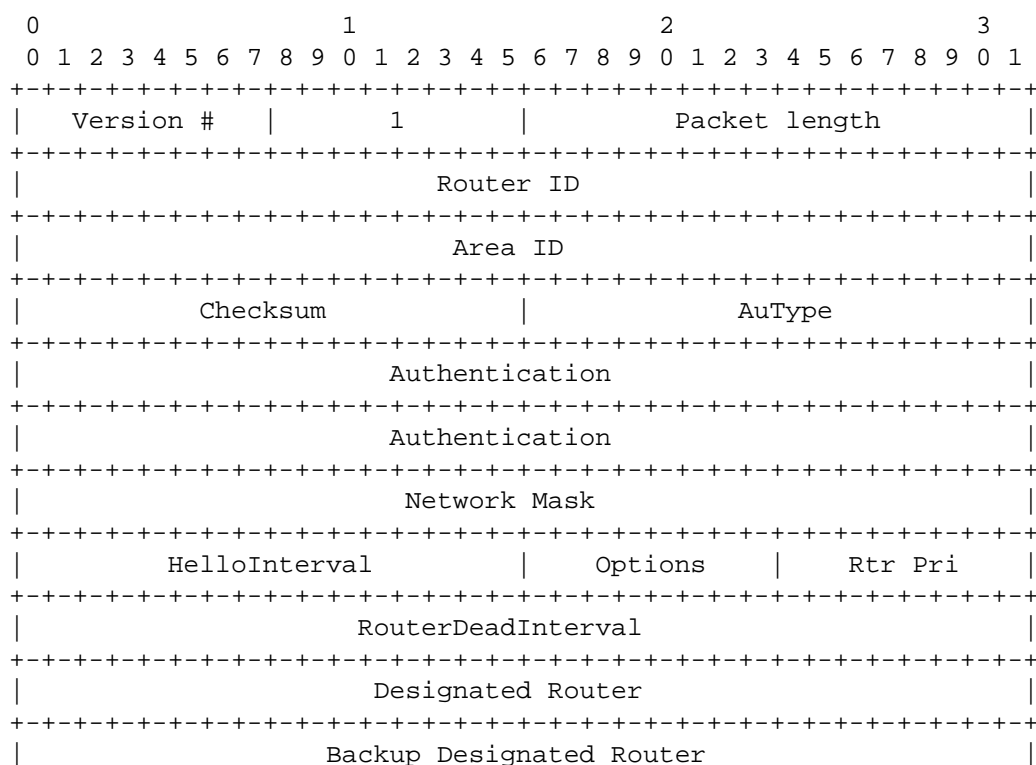 0                   1                   2                   3
 0 1 2 3 4 5 6 7 8 9 0 1 2 3 4 5 6 7 8 9 0 1 2 3 4 5 6 7 8 9 0 1
+-+-+-+-+-+-+-+-+-+-+-+-+-+-+-+-+-+-+-+-+-+-+-+-+-+-+-+-+-+-+-+-+
|   Version #   |       1       |         Packet length         |
+-+-+-+-+-+-+-+-+-+-+-+-+-+-+-+-+-+-+-+-+-+-+-+-+-+-+-+-+-+-+-+-+
|                          Router ID                            |
+-+-+-+-+-+-+-+-+-+-+-+-+-+-+-+-+-+-+-+-+-+-+-+-+-+-+-+-+-+-+-+-+
|                           Area ID                             |
+-+-+-+-+-+-+-+-+-+-+-+-+-+-+-+-+-+-+-+-+-+-+-+-+-+-+-+-+-+-+-+-+
|           Checksum            |             AuType            |
+-+-+-+-+-+-+-+-+-+-+-+-+-+-+-+-+-+-+-+-+-+-+-+-+-+-+-+-+-+-+-+-+
|                       Authentication                          |
+-+-+-+-+-+-+-+-+-+-+-+-+-+-+-+-+-+-+-+-+-+-+-+-+-+-+-+-+-+-+-+-+
|                       Authentication                          |
+-+-+-+-+-+-+-+-+-+-+-+-+-+-+-+-+-+-+-+-+-+-+-+-+-+-+-+-+-+-+-+-+
|                        Network Mask                           |
+-+-+-+-+-+-+-+-+-+-+-+-+-+-+-+-+-+-+-+-+-+-+-+-+-+-+-+-+-+-+-+-+
|         HelloInterval         |    Options    |    Rtr Pri    |
+-+-+-+-+-+-+-+-+-+-+-+-+-+-+-+-+-+-+-+-+-+-+-+-+-+-+-+-+-+-+-+-+
|                     RouterDeadInterval                        |
+-+-+-+-+-+-+-+-+-+-+-+-+-+-+-+-+-+-+-+-+-+-+-+-+-+-+-+-+-+-+-+-+
|                      Designated Router                        |
+-+-+-+-+-+-+-+-+-+-+-+-+-+-+-+-+-+-+-+-+-+-+-+-+-+-+-+-+-+-+-+-+
|                   Backup Designated Router                    |